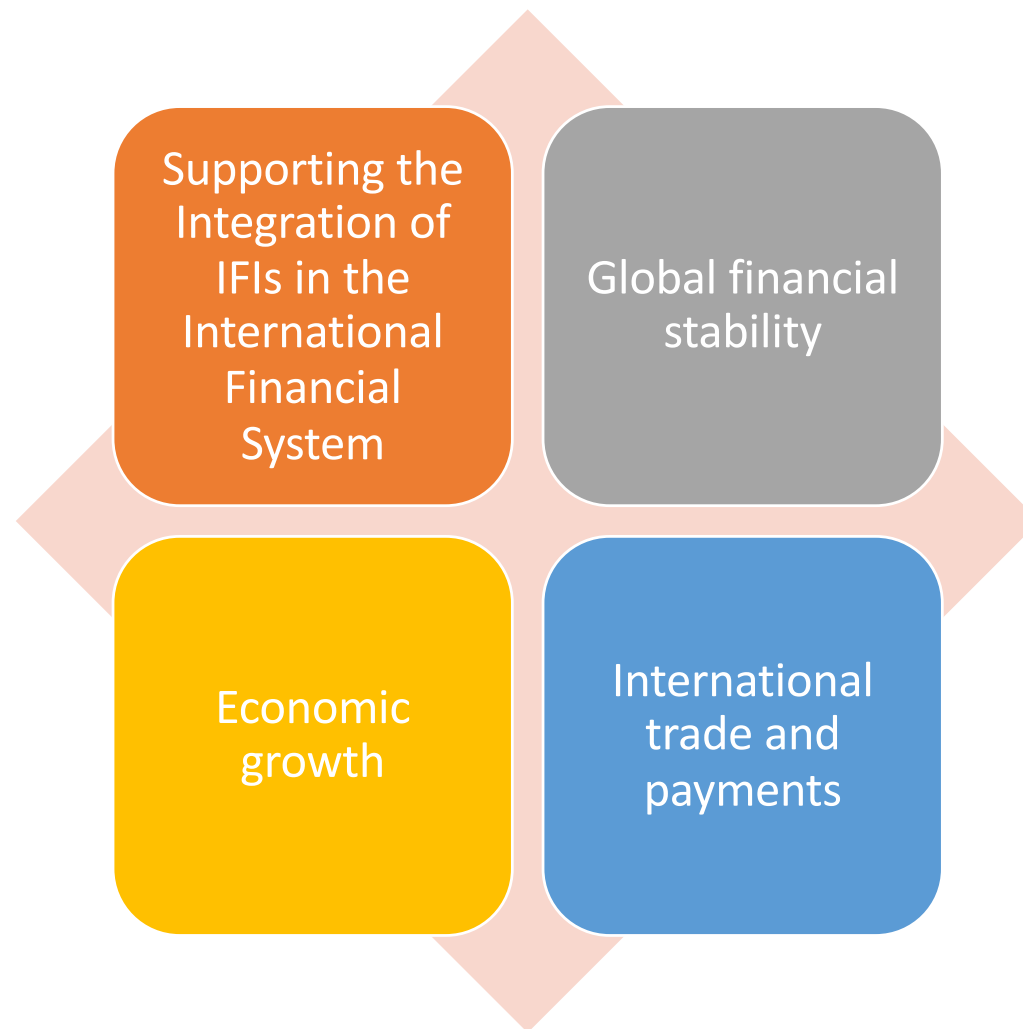 Supporting the
Integration of
IFIs in the
International
Financial
System
Global financial
stability
Economic
growth
International
trade and
payments